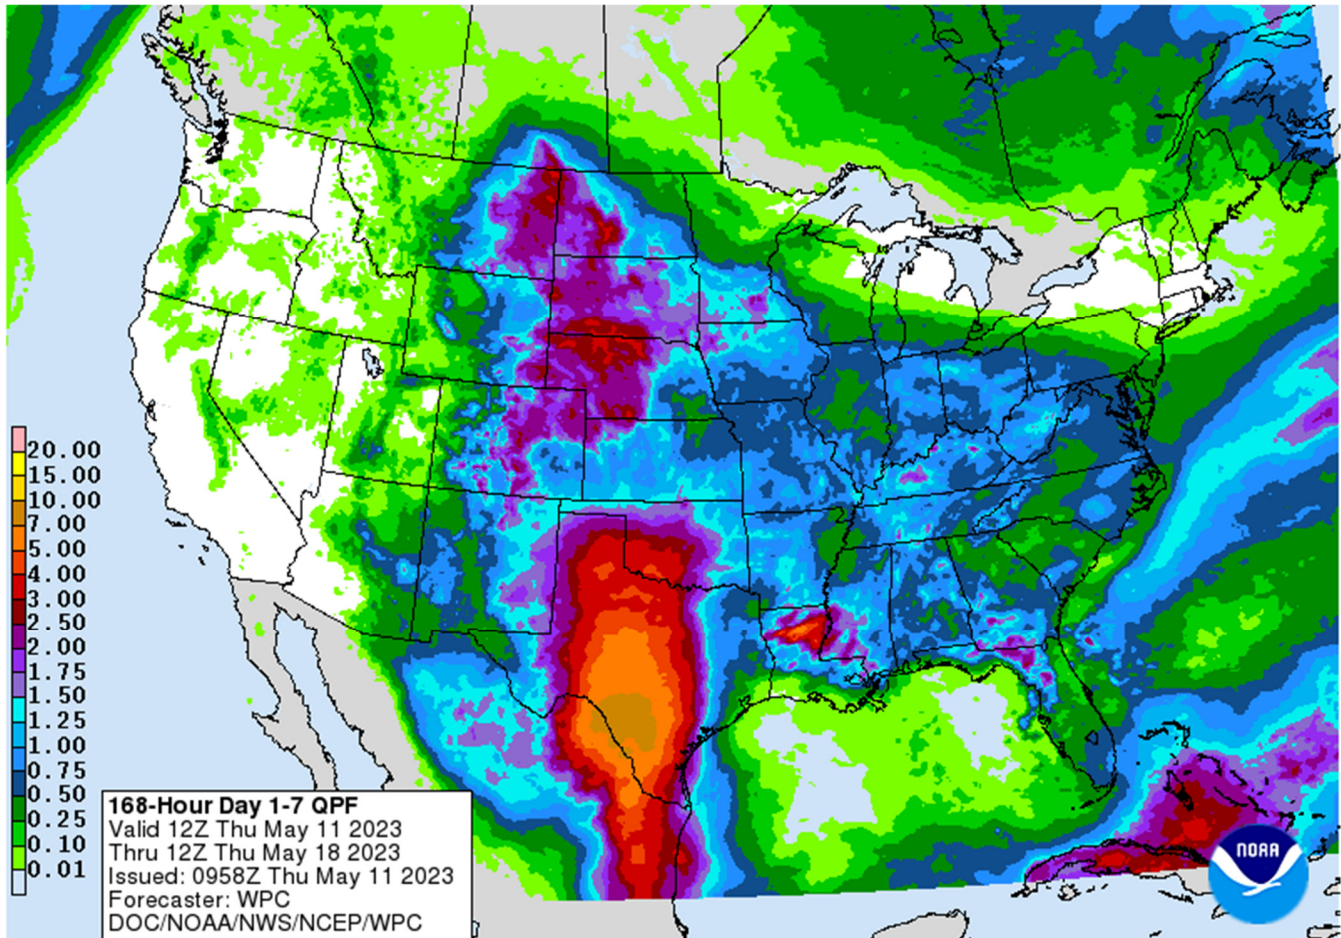 20.00
15.00
10.00
7.00
5.00
4.00
3.00
2.50
2.00
1.75
1.50
1.25
1.00
0.75
0.50
0.25
0.10
0.01
168-Hour Day 1-7 QPF
Valid 12Z Thu May 11 2023
Thru 12Z Thu May 18 2023
Issued: 0958Z Thu May 11 2023
Forecaster: WPC
DOC/NOAA/NWS/NCEP/WPC
NOAA